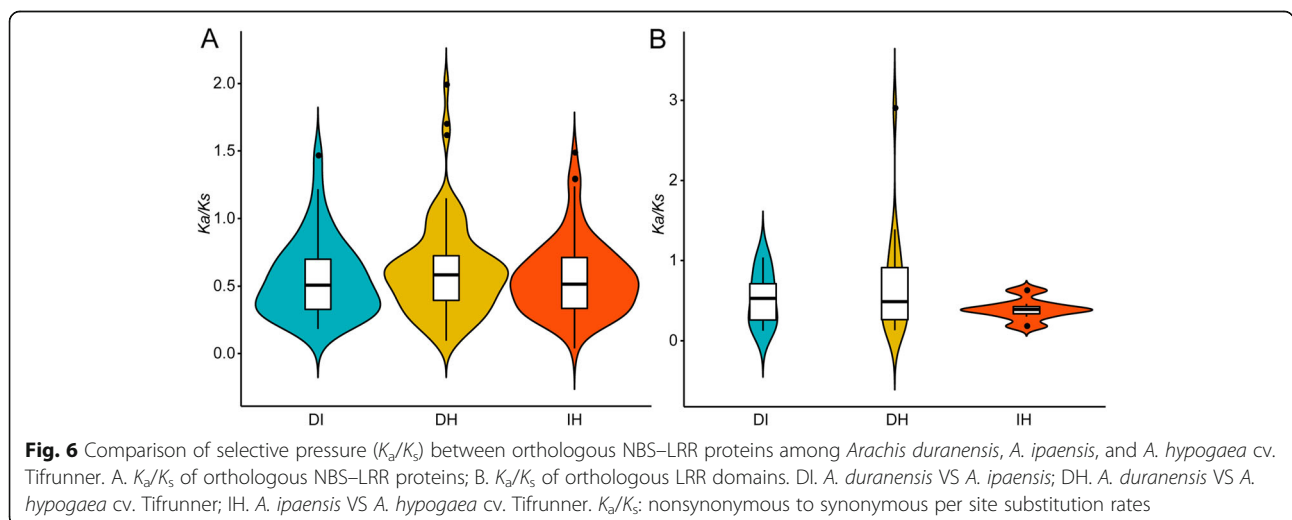 A
B
2.0
1.5
1.0
0.5
0.0
Ka/Ks
DI
DH
IH
3
2
1
0
Ka/Ks
DI
DH
IH
Fig. 6 Comparison of selective pressure (Ka/Ks) between orthologous NBS–LRR proteins among Arachis duranensis, A. ipaensis, and A. hypogaea cv.
Tifrunner. A. Ka/Ks of orthologous NBS–LRR proteins; B. Ka/Ks of orthologous LRR domains. DI. A. duranensis VS A. ipaensis; DH. A. duranensis VS A.
hypogaea cv. Tifrunner; IH. A. ipaensis VS A. hypogaea cv. Tifrunner. Ka/Ks: nonsynonymous to synonymous per site substitution rates